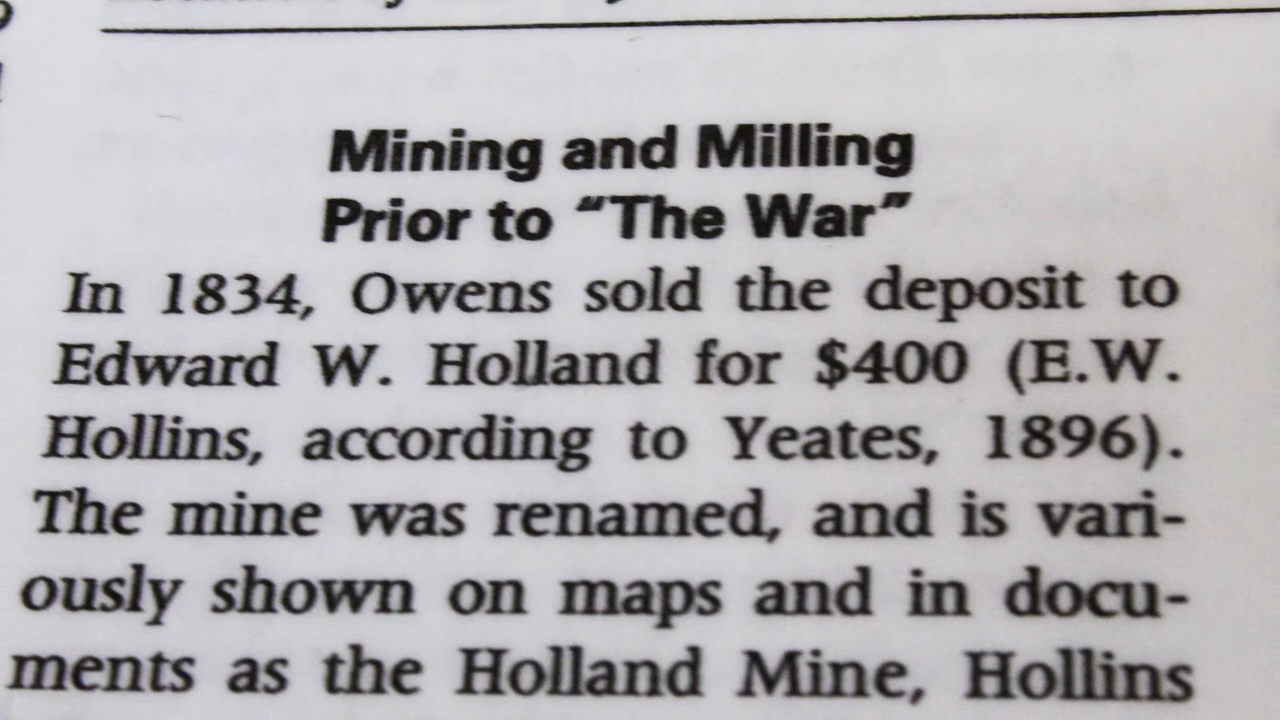 Mining and Milling
Prior to “The War”
In 1834, Owens sold the deposit to
Edward W. Holland for $400 (E.W.
Hollins, according to Yeates, 1896).
The mine was renamed, and is vari-
ously shown on maps and in docu-
ments as the Holland Mine, Hollins